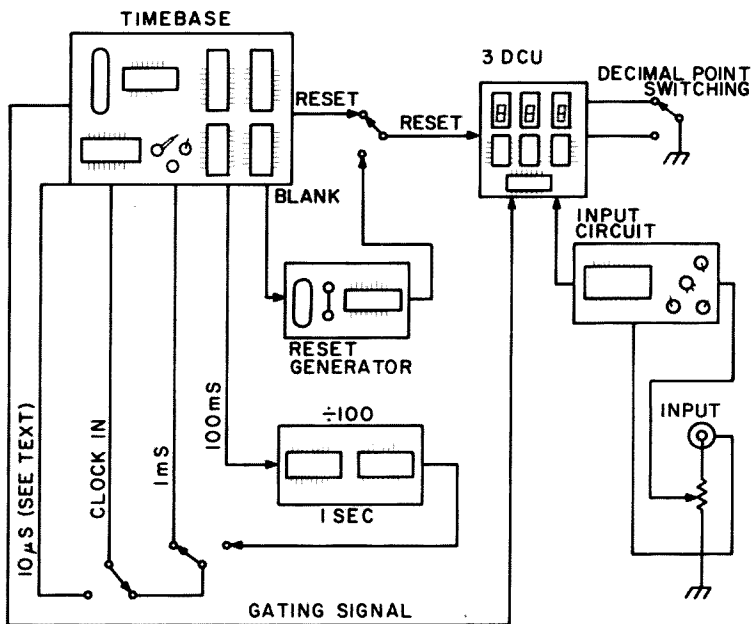 TIMEBASE
3 DCU
DECIMAL POINT
SWITCHING
RESET
RESET
BLANK
INPUT
CIRCUIT
RESET
GENERATOR
10μS (SEE TEXT)
CLOCK IN
1mS
100mS
÷100
1 SEC
INPUT
GATING SIGNAL